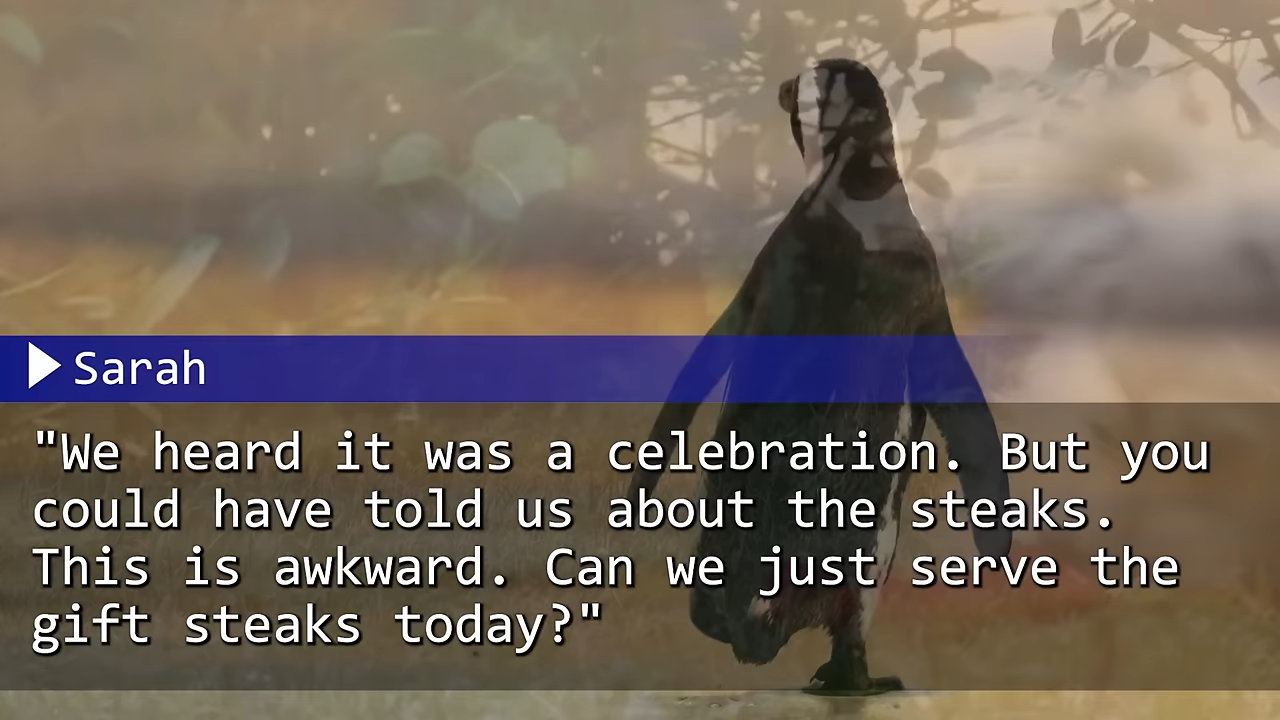 Sarah
"We heard it was a celebration. But you
could have told us about the steaks.
This is awkward. Can we just serve the
gift steaks today?"